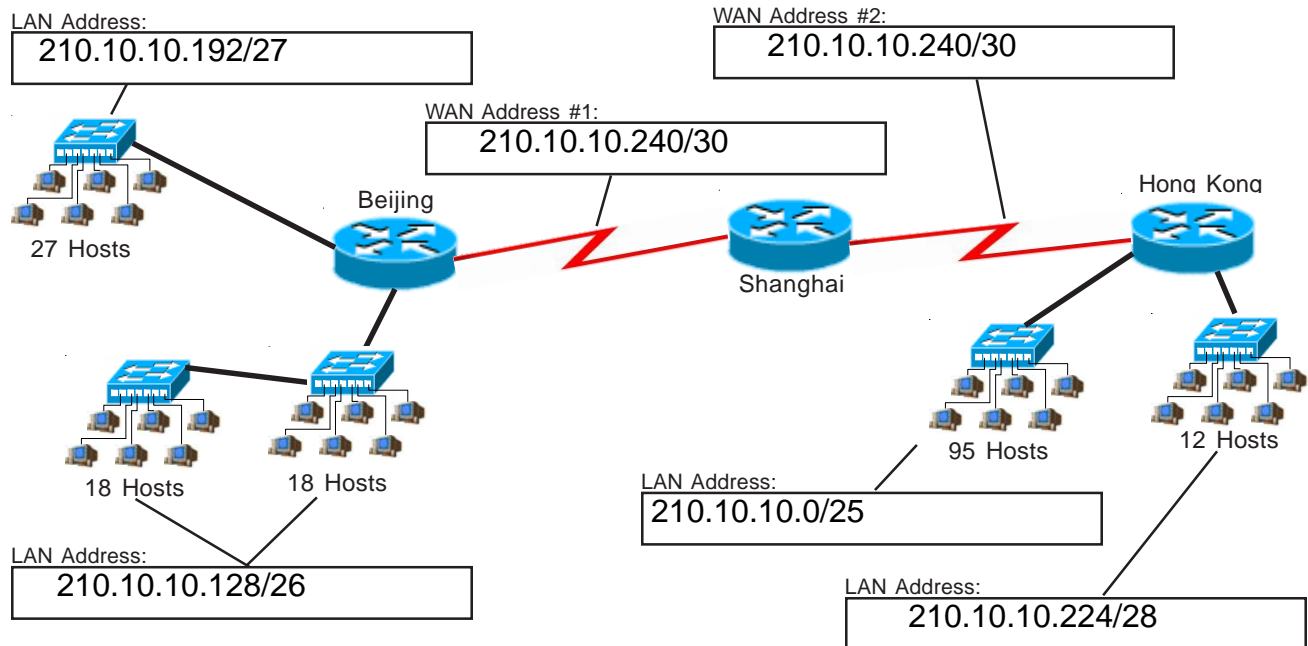 LAN Address:
210.10.10.192/27
WAN Address #2:
210.10.10.240/30
WAN Address #1:
210.10.10.240/30
Beijing
Hong Kong
27 Hosts
Shanghai
18 Hosts
18 Hosts
95 Hosts
12 Hosts
LAN Address:
210.10.10.0/25
LAN Address:
210.10.10.128/26
LAN Address:
210.10.10.224/28